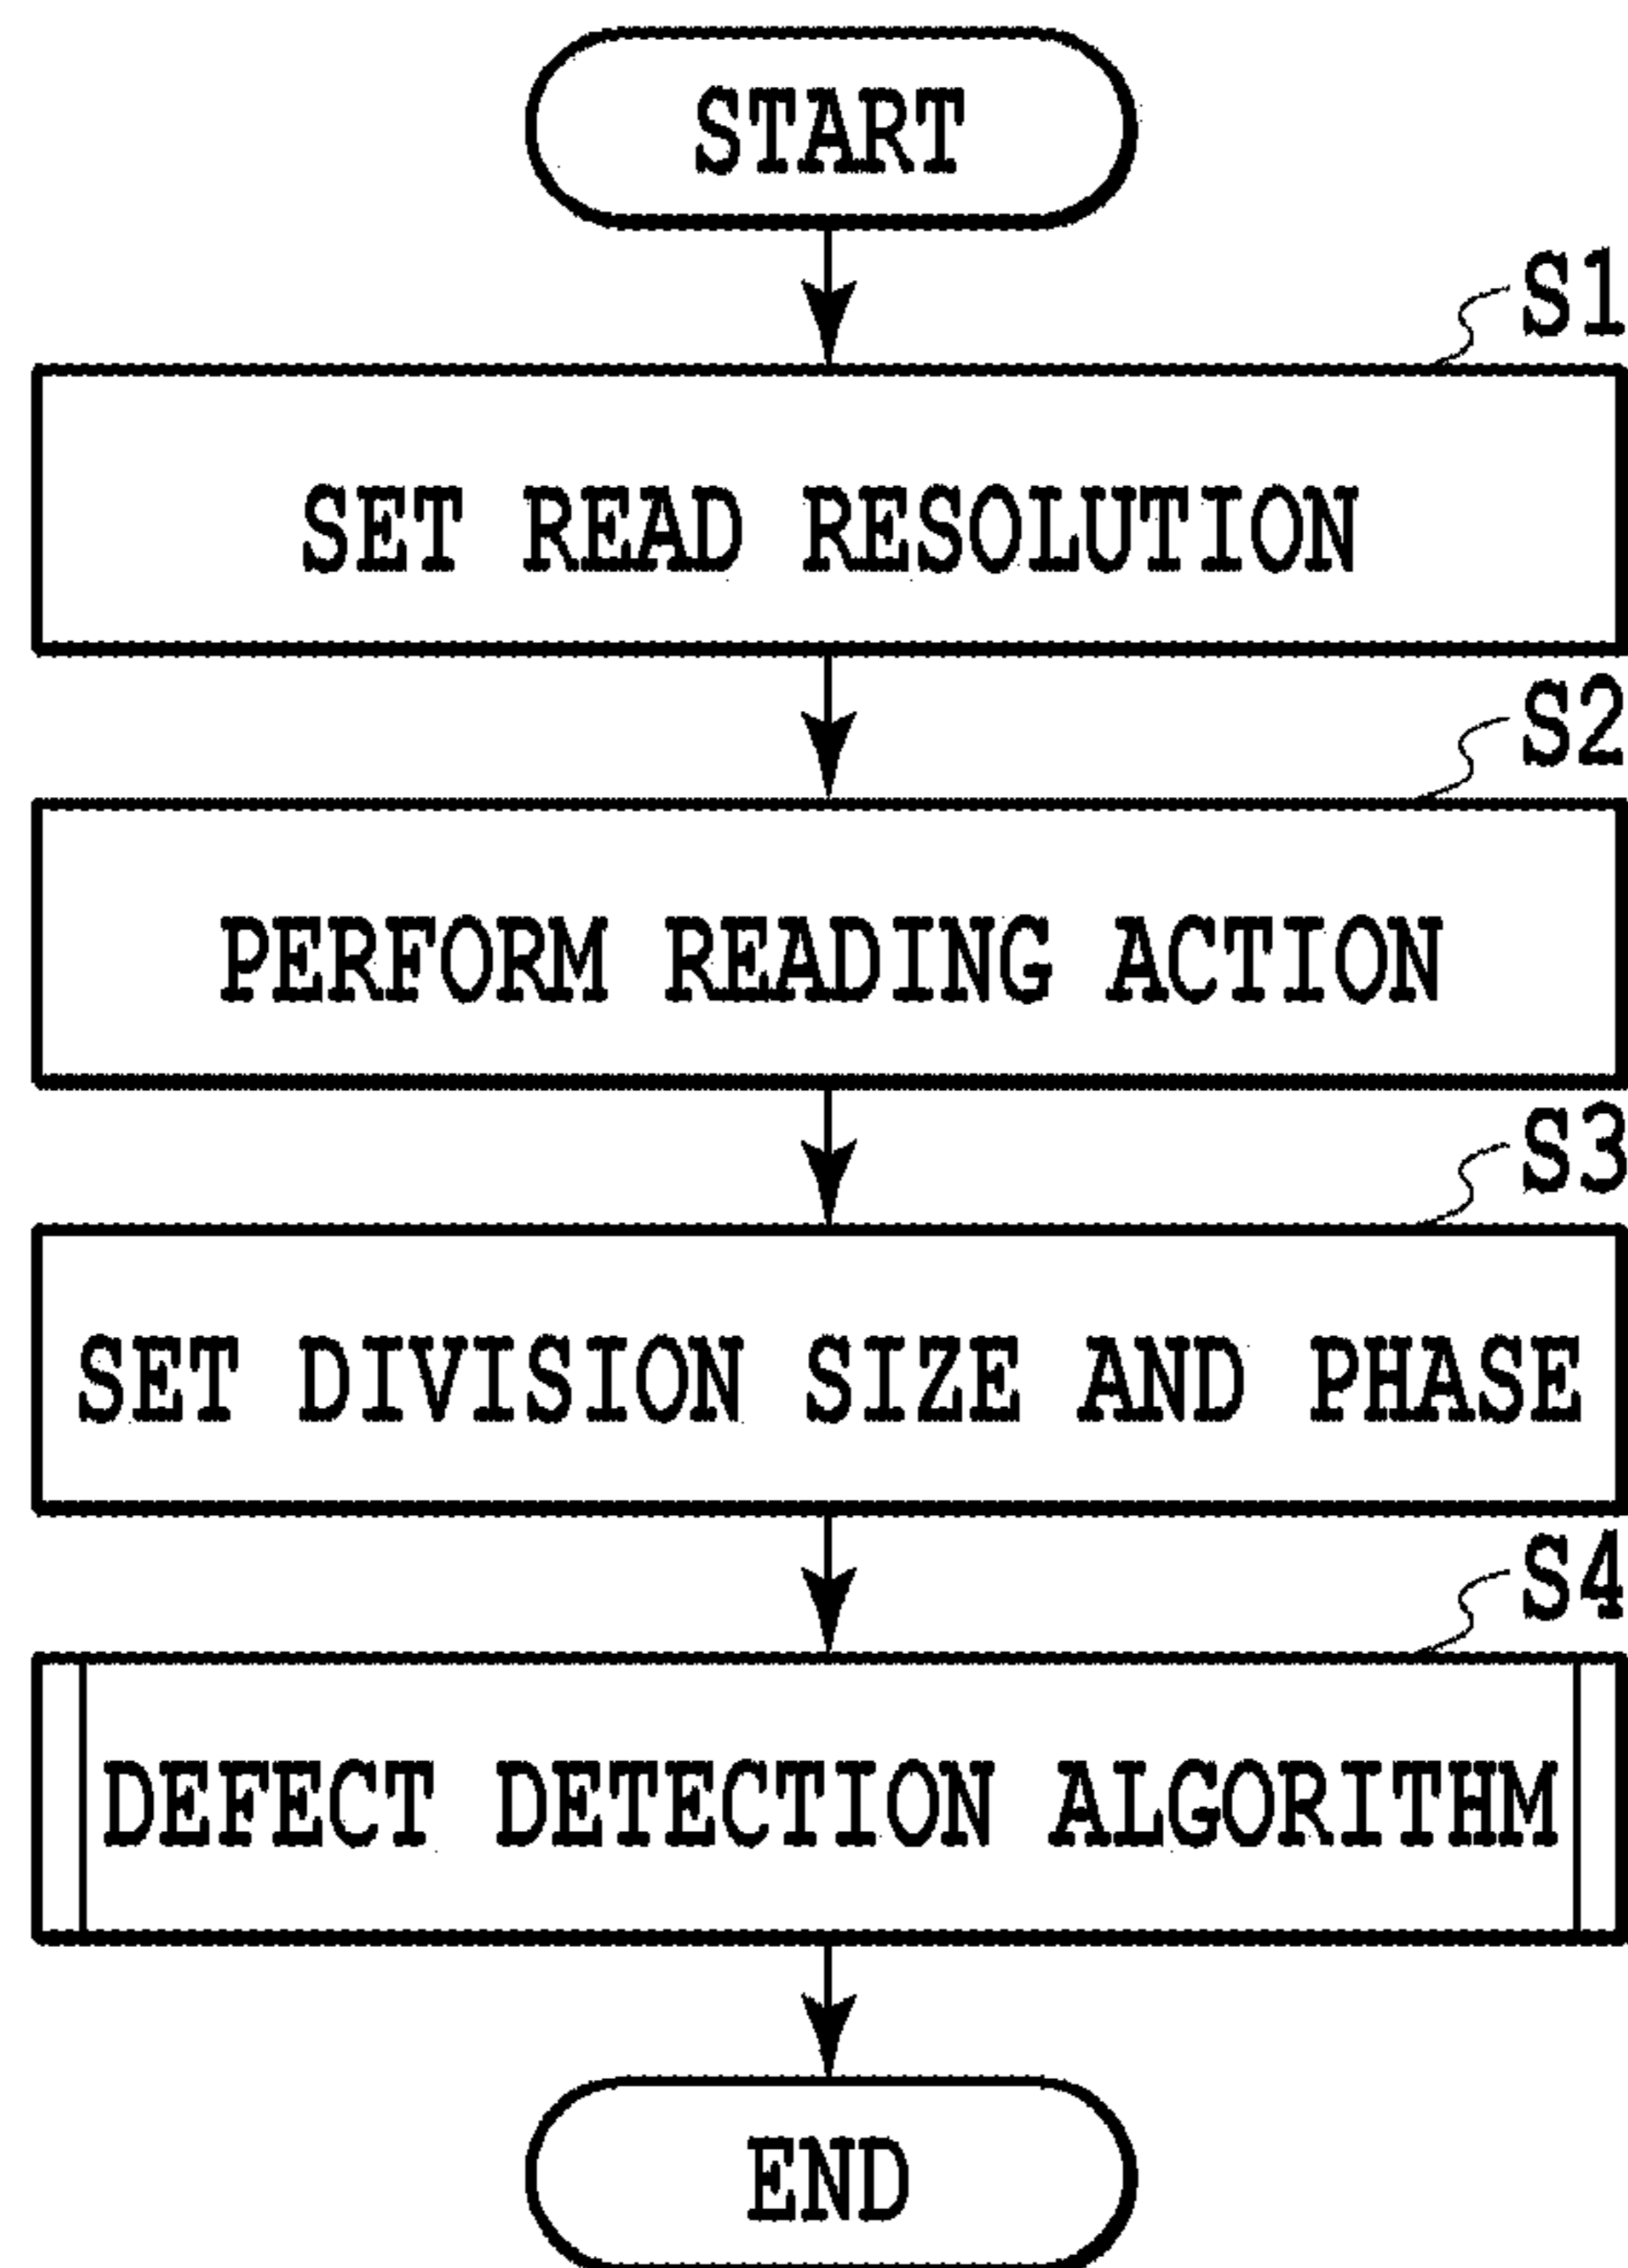 START
S1
SET READ RESOLUTION
S2
PERFORM READING ACTION
S3
SET DIVISION SIZE AND PHASE
S4
DEFECT DETECTION ALGORITHM
END